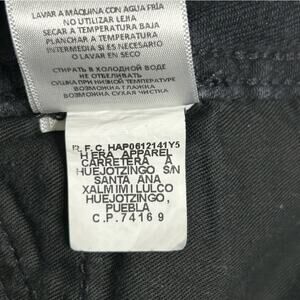 LAVAR A MÁQUINA CON AGUA FRÍA
NO UTILIZAR LEJÍA
SECAR A TEMPERATURA BAJA
PLANCHAR A TEMPERATURA
INTERMEDIA SI ES NECESARIO
O LAVAR EN SECO
СТИРАТЬ В ХОЛОДНОЙ ВОДЕ
НЕ ОТБЕЛИВАТЬ
СУШКА ПРИ НИЗКОЙ ТЕМПЕРАТУРЕ
ВОЗМОЖНА ГЛАЖКА
ВОЗМОЖНА СУХАЯ ЧИСТКА
R. F. C. HAP0612141Y5
HERA APPAREL
CARRETERA A
HUEJOTZINGO S/N
SANTA ANA
XALMIMILULCO
HUEJOTZINGO,
PUEBLA
C.P. 74169